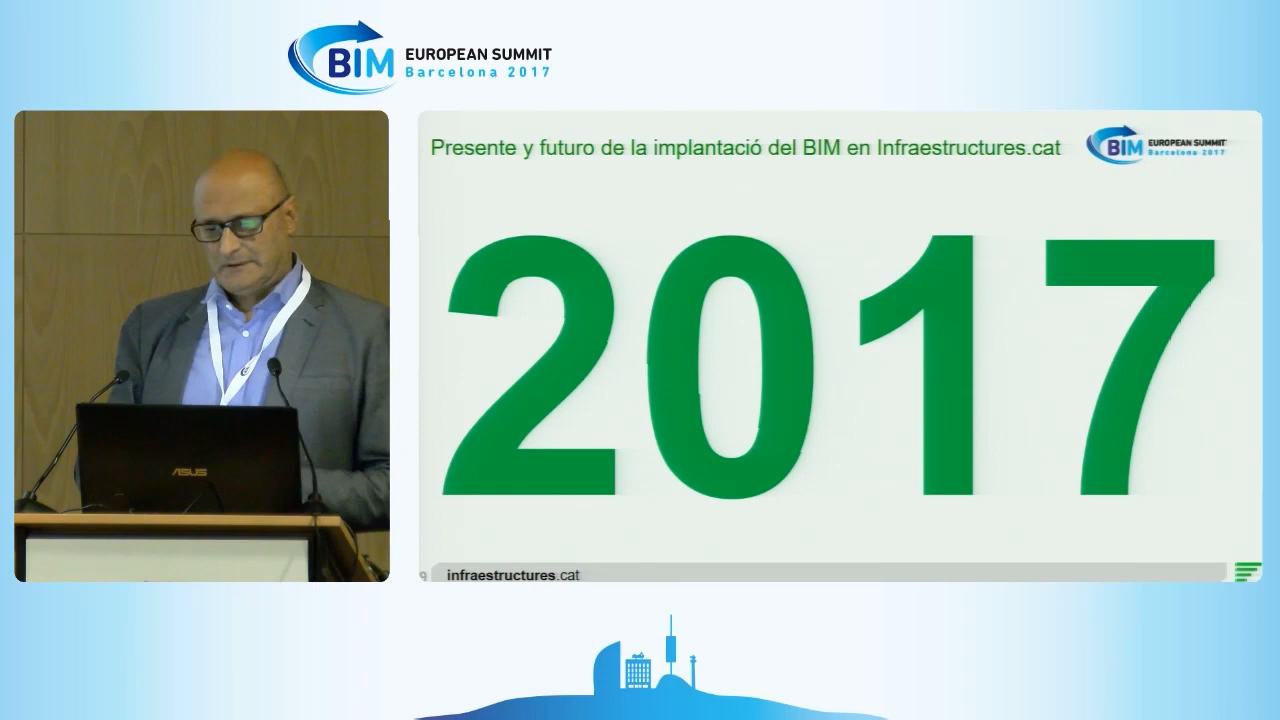 BIM EUROPEAN SUMMIT
Barcelona 2017
Presente y futuro de la implantació del BIM en Infraestructures.cat
BIM EUROPEAN SUMMIT
Barcelona 2017
2017
ASUS
9 infraestructures.cat